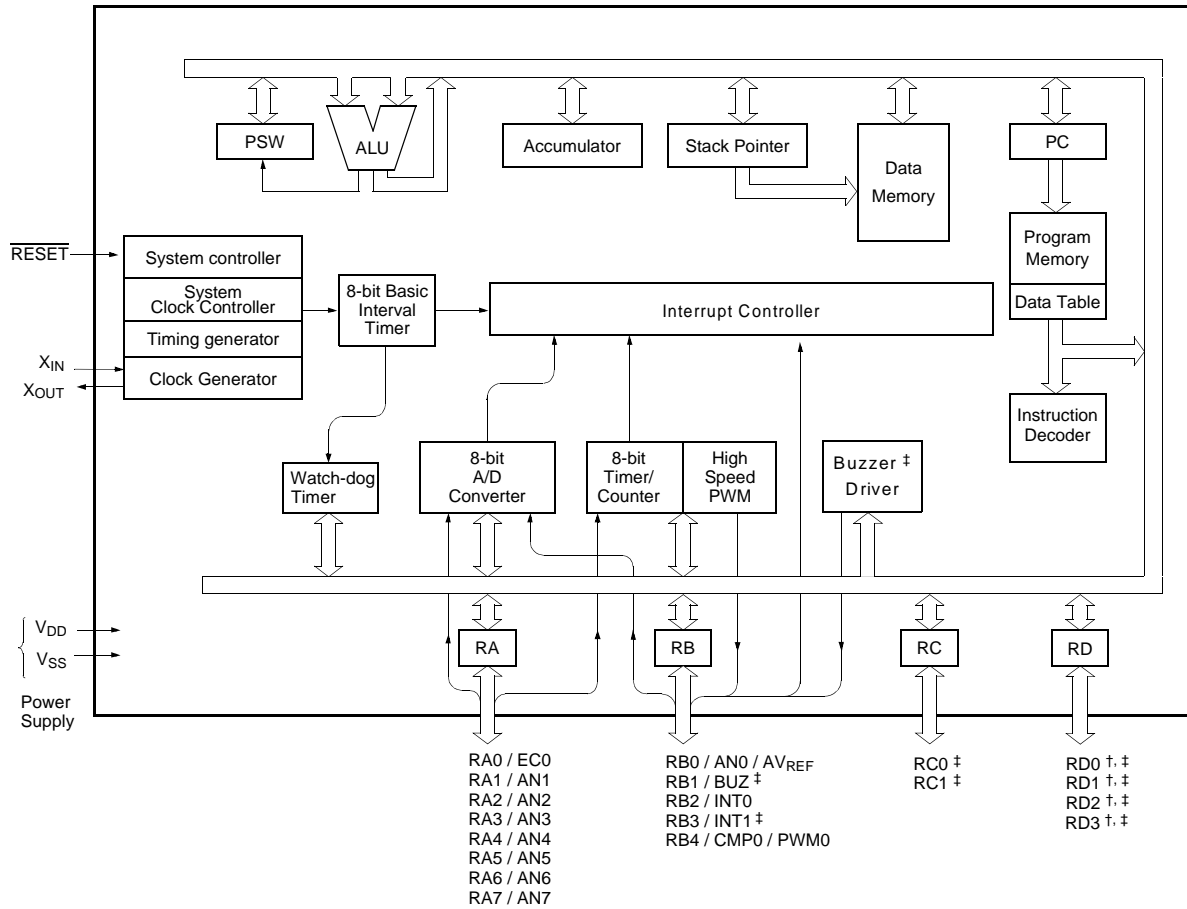 PSW
ALU
Accumulator
Stack Pointer
Data
Memory
PC
Program
Memory
Data Table
Instruction
Decoder
RESET
System controller
System
Clock Controller
Timing generator
Clock Generator
XIN
XOUT
8-bit Basic
Interval
Timer
Interrupt Controller
Watch-dog
Timer
8-bit
A/D
Converter
8-bit
Timer/
Counter
High
Speed
PWM
Buzzer ‡
Driver
VDD
VSS
Power
Supply
RA
RB
RC
RD
RA0 / EC0
RA1 / AN1
RA2 / AN2
RA3 / AN3
RA4 / AN4
RA5 / AN5
RA6 / AN6
RA7 / AN7
RB0 / AN0 / AVREF
RB1 / BUZ ‡
RB2 / INT0
RB3 / INT1 ‡
RB4 / CMP0 / PWM0
RC0 ‡
RC1 ‡
RD0 †, ‡
RD1 †, ‡
RD2 †, ‡
RD3 †, ‡